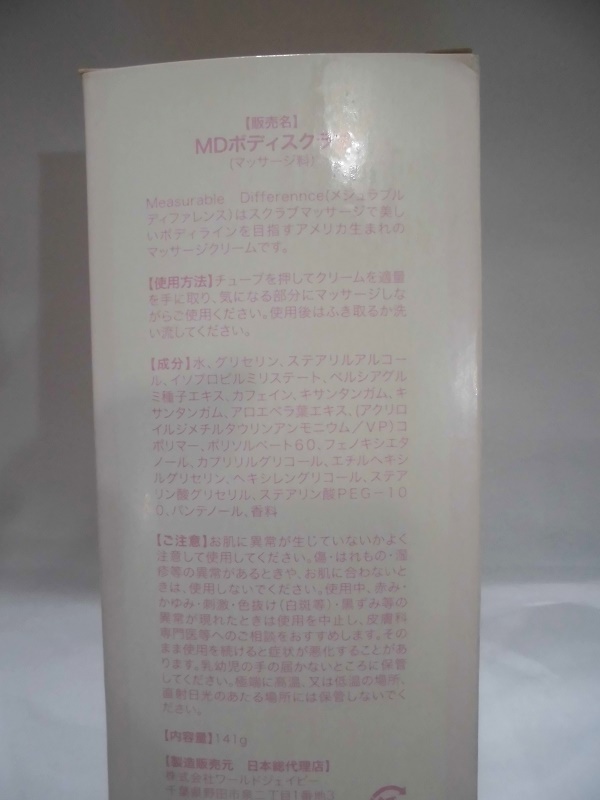 【販売名】
MDボディスクラブ
(マッサージ料)
Measurable Differennce(メジュラブル
ディファレンス)はスクラブマッサージで美し
いボディラインを目指すアメリカ生まれの
マッサージクリームです。
【使用方法】チューブを押してクリームを適量
を手に取り、気になる部分にマッサージしな
がらご使用ください。使用後はふき取るか洗
い流してください。
【成分】水、グリセリン、ステアリルアルコー
ル、イソプロピルミリステート、ペルシアグル
ミ種子エキス、カフェイン、キサンタンガム、キ
サンタンガム、アロエベラ葉エキス、(アクリロ
イルジメチルタウリンアンモニウム/VP)コ
ポリマー、ポリソルベート60、フェノキシエタ
ノール、カプリリルグリコール、エチルヘキシ
ルグリセリン、ヘキシレングリコール、ステア
リン酸グリセリル、ステアリン酸PEG-10
0、パンテノール、香料
【ご注意】お肌に異常が生じていないかよく
注意して使用してください。傷・はれもの・湿
疹等の異常があるときや、お肌に合わないと
きは、使用しないでください。使用中、赤み・
かゆみ・刺激・色抜け(白斑等)・黒ずみ等の
異常が現れたときは使用を中止し、皮膚科
専門医等へのご相談をおすすめします。その
まま使用を続けると症状が悪化することがあ
ります。乳幼児の手の届かないところに保管
してください。極端に高温、又は低温の場所、
直射日光のあたる場所には保管しないでく
ださい。
【内容量】141g
【製造販売元 日本総代理店】
株式会社ワールドジェイビー
千葉県野田市